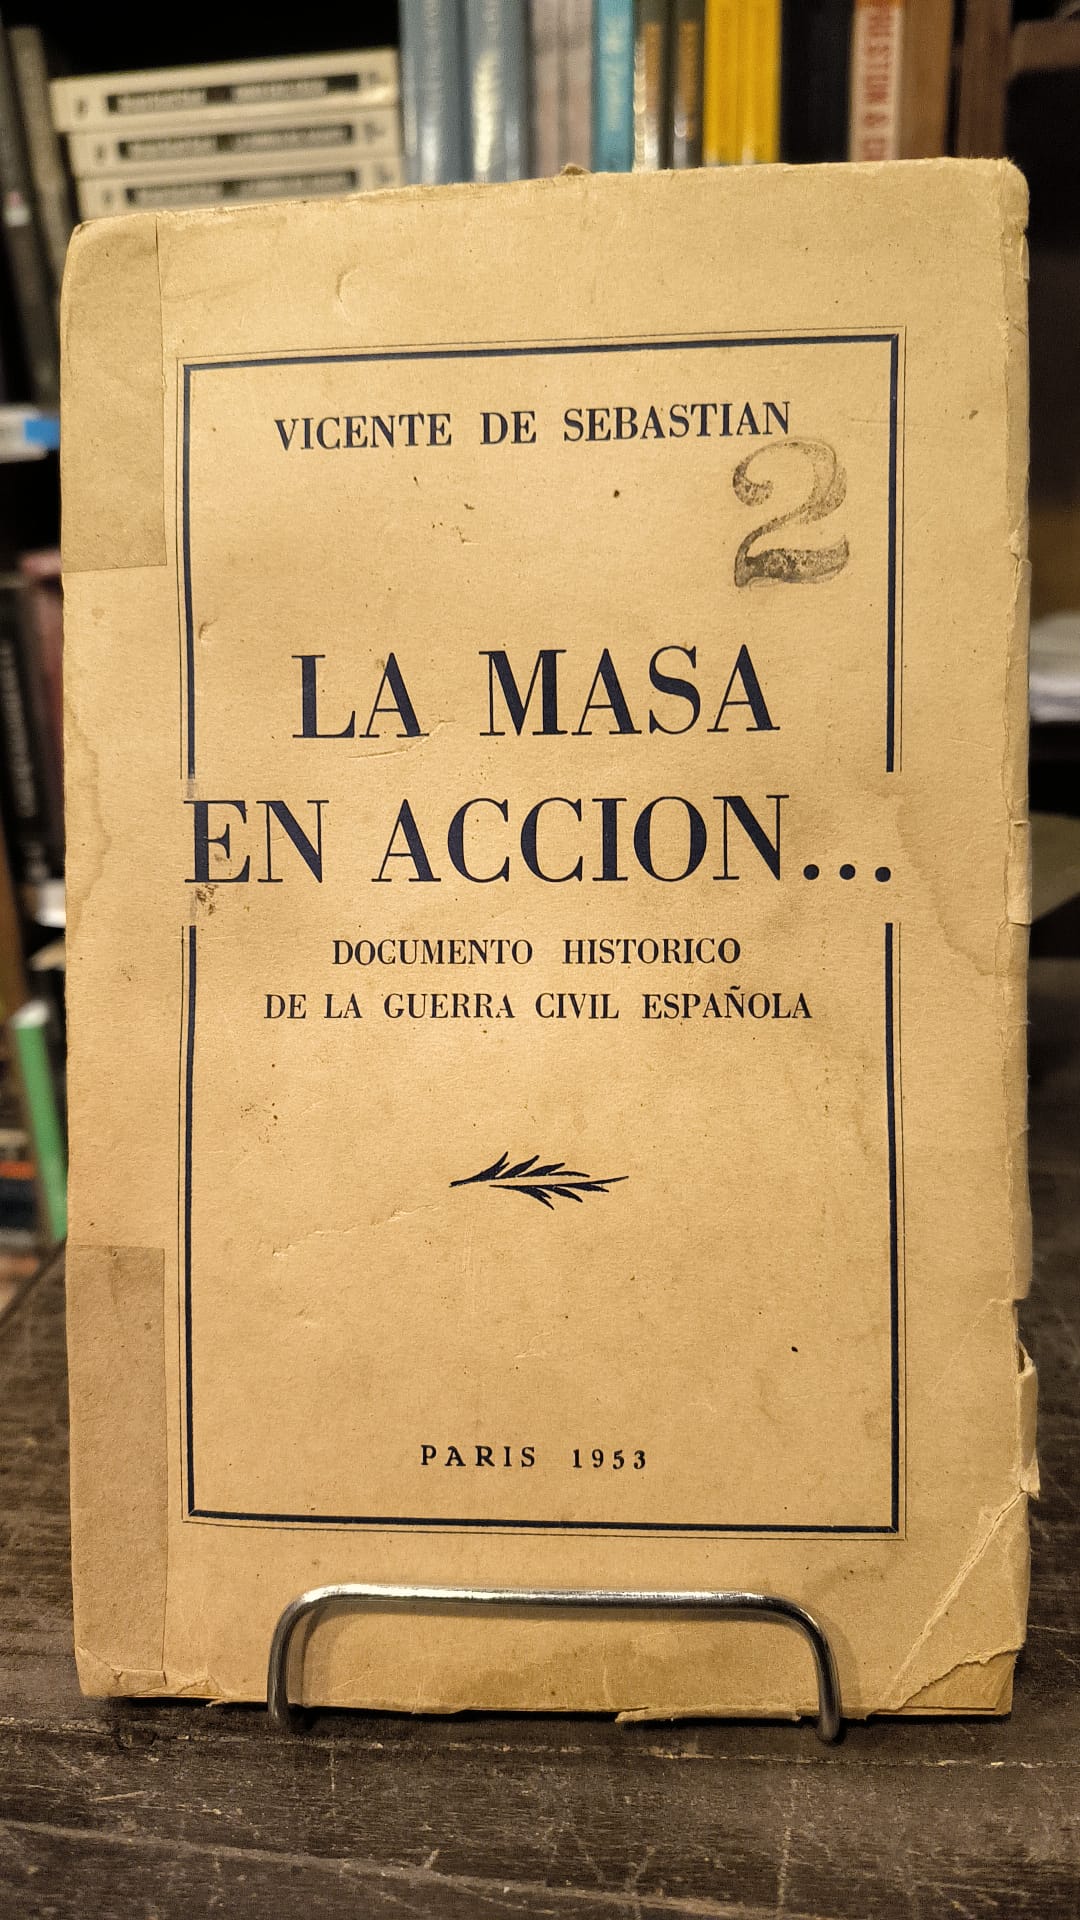 VICENTE DE SEBASTIAN
2
LA MASA
EN ACCION...
DOCUMENTO HISTORICO
DE LA GUERRA CIVIL ESPAÑOLA
PARIS 1953